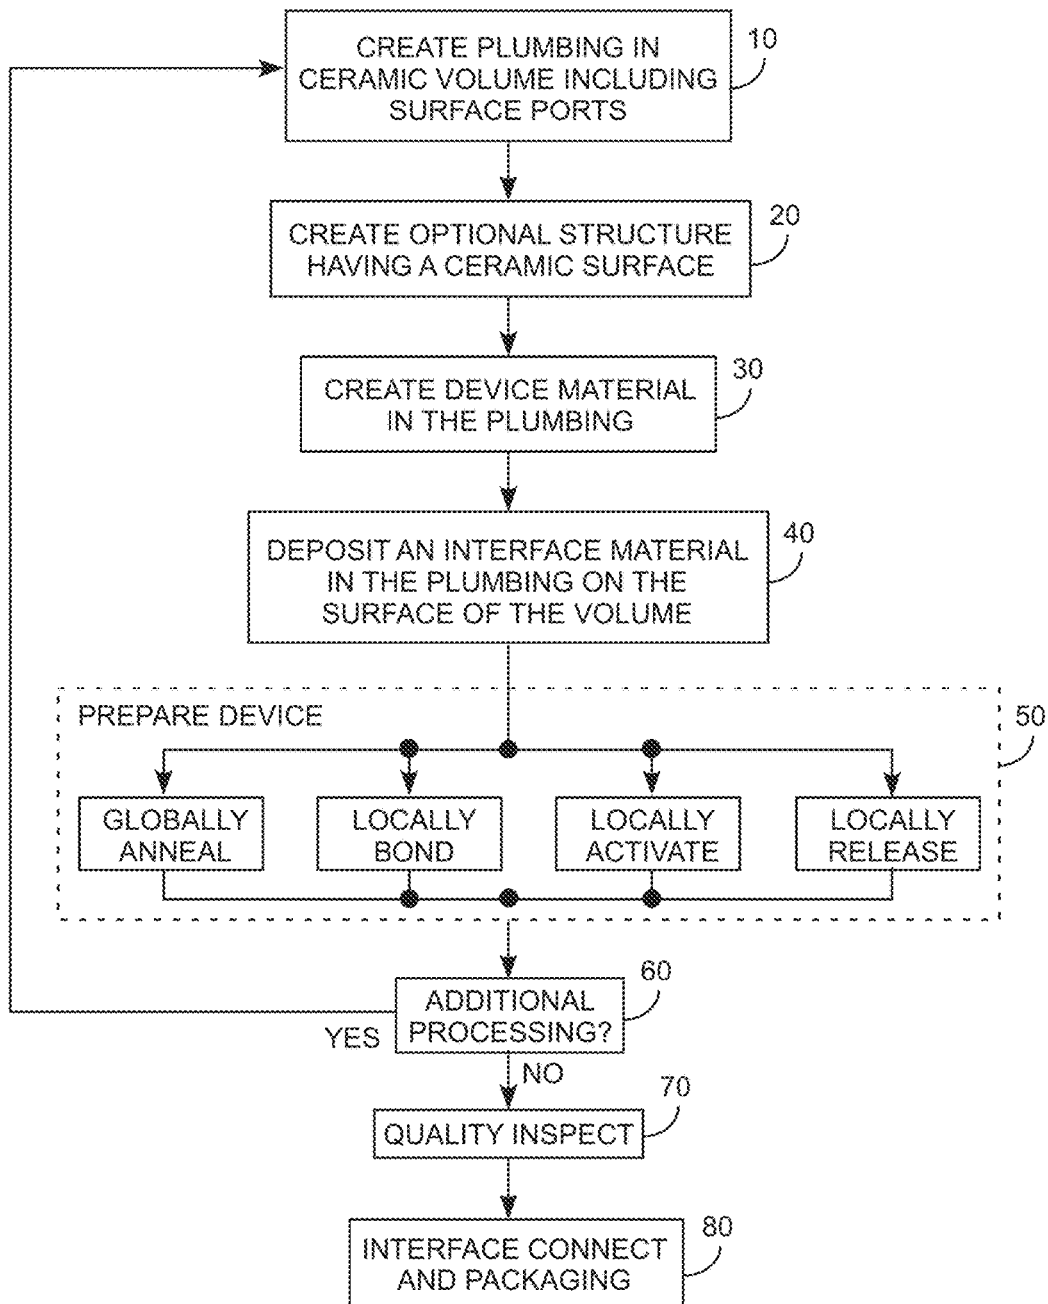 CREATE PLUMBING IN
CERAMIC VOLUME INCLUDING
SURFACE PORTS
10
CREATE OPTIONAL STRUCTURE
HAVING A CERAMIC SURFACE
20
CREATE DEVICE MATERIAL
IN THE PLUMBING
30
DEPOSIT AN INTERFACE MATERIAL
IN THE PLUMBING ON THE
SURFACE OF THE VOLUME
40
PREPARE DEVICE
50
GLOBALLY
ANNEAL
LOCALLY
BOND
LOCALLY
ACTIVATE
LOCALLY
RELEASE
ADDITIONAL
PROCESSING?
60
YES
NO
QUALITY INSPECT
70
INTERFACE CONNECT
AND PACKAGING
80